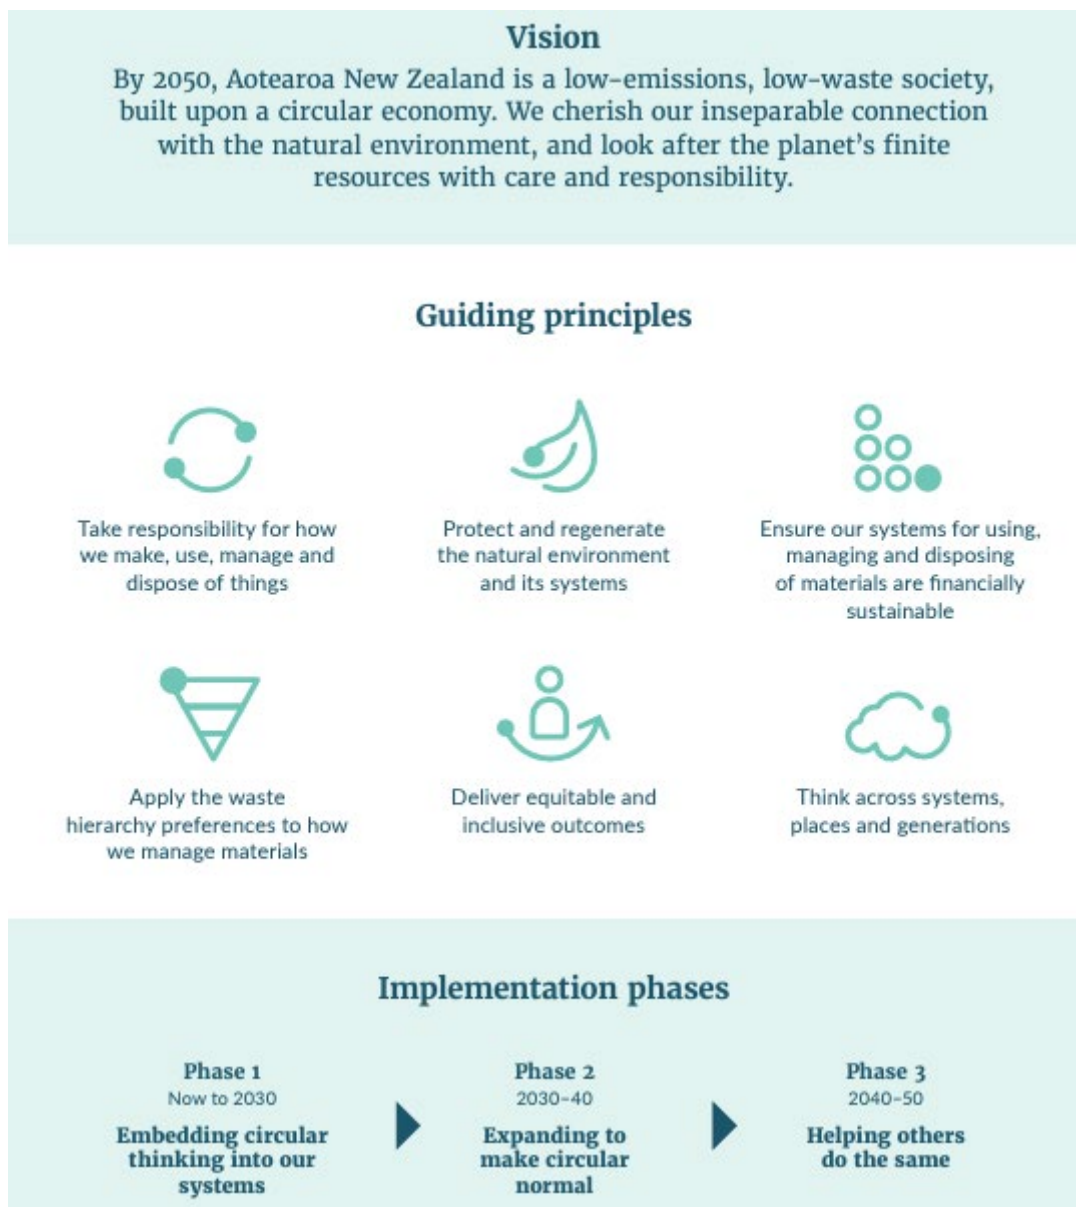 Vision
By 2050, Aotearoa New Zealand is a low-emissions, low-waste society,
built upon a circular economy. We cherish our inseparable connection
with the natural environment, and look after the planet's finite
resources with care and responsibility.
Guiding principles
Take responsibility for how
we make, use, manage and
dispose of things
Protect and regenerate
the natural environment
and its systems
Ensure our systems for using,
managing and disposing
of materials are financially
sustainable
Apply the waste
hierarchy preferences to how
we manage materials
Deliver equitable and
inclusive outcomes
Think across systems,
places and generations
Implementation phases
Phase 1
Now to 2030
Embedding circular
thinking into our
systems
Phase 2
2030–40
Expanding to
make circular
normal
Phase 3
2040–50
Helping others
do the same